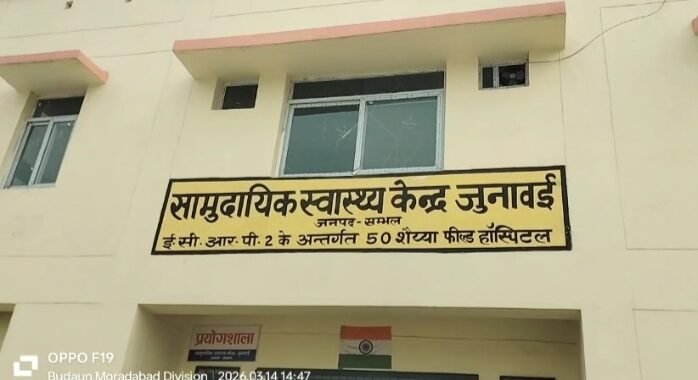 सामुदायिक स्वास्थ्य केन्द्र जुनावई
जनपद-सम्भल
ई.सी.आर.पी.2 के अन्तर्गत 50 शैय्या फील्ड हॉस्पिटल
प्रयोगशाला
सामुदायिक स्वास्थ्य केन्द्र, जुनावई
OPPO F19
Budaun Moradabad Division | 2026.03.14 14:47